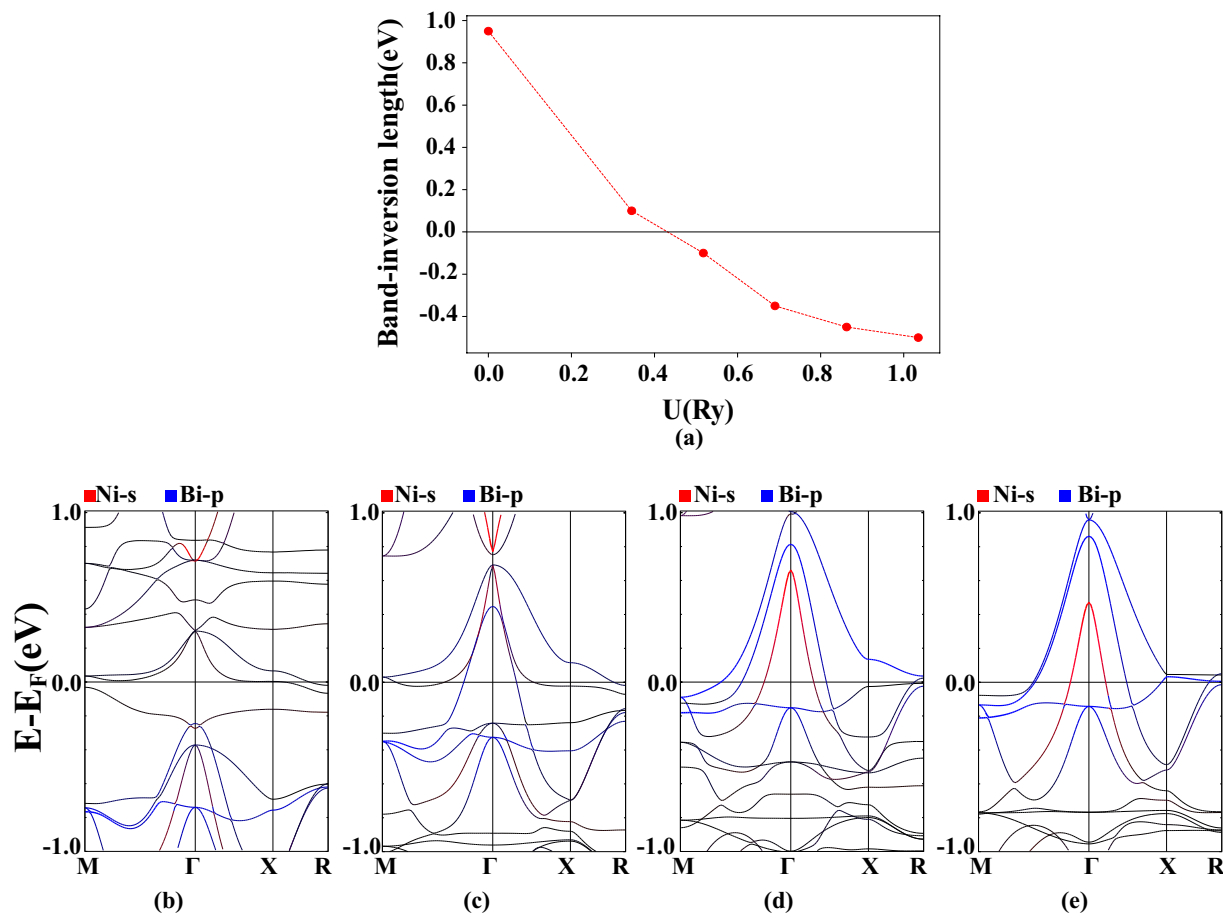 Band-inversion length(eV)
1.0
0.8
0.6
0.4
0.2
0.0
-0.2
-0.4
0.0 0.2 0.4 0.6 0.8 1.0
U(Ry)
(a)
Ni-s Bi-p Ni-s Bi-p Ni-s Bi-p Ni-s Bi-p
E-E_F(eV)
1.0 1.0 1.0 1.0
0.0 0.0 0.0 0.0
-1.0 -1.0 -1.0 -1.0
M Γ X R M Γ X R M Γ X R M Γ X R
(b) (c) (d) (e)